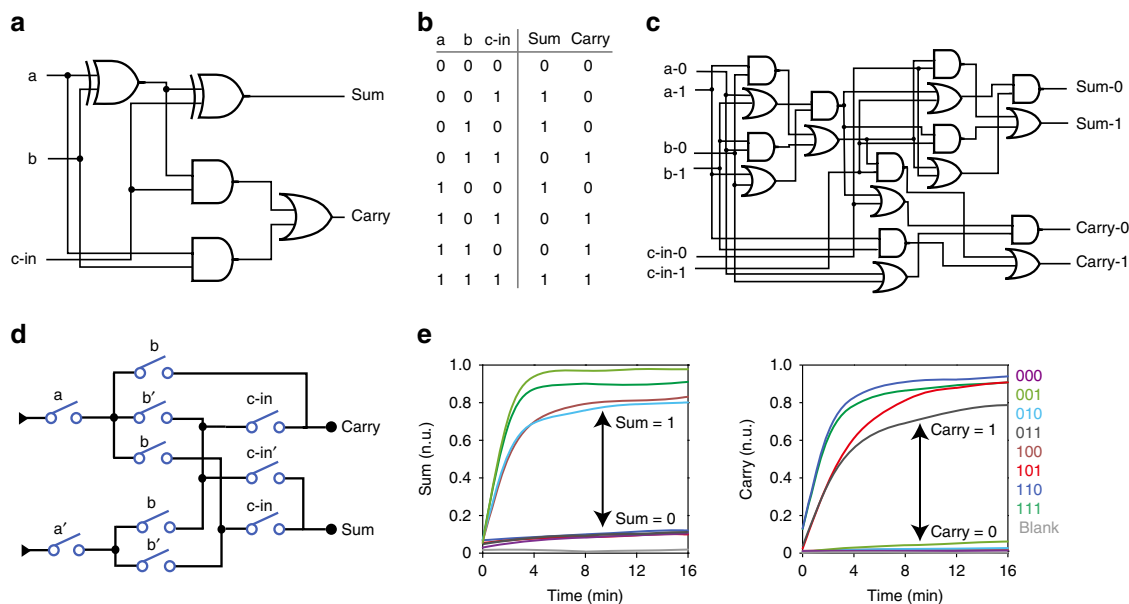 a
a
b
c-in
Sum
Carry
b
a b c-in Sum Carry
0 0 0 0 0
0 0 1 1 0
0 1 0 1 0
0 1 1 0 1
1 0 0 1 0
1 0 1 0 1
1 1 0 0 1
1 1 1 1 1
c
a-0
a-1
b-0
b-1
c-in-0
c-in-1
Sum-0
Sum-1
Carry-0
Carry-1
d
b
a
b′
c-in
Carry
b
c-in′
b
c-in
Sum
a′
b′
e
Sum (n.u.)
1.0
0.8
0.6
0.4
0.2
0
Sum = 1
Sum = 0
0 4 8 12 16
Time (min)
Carry (n.u.)
1.0
0.8
0.6
0.4
0.2
0
Carry = 1
Carry = 0
0 4 8 12 16
Time (min)
000
001
010
011
100
101
110
111
Blank